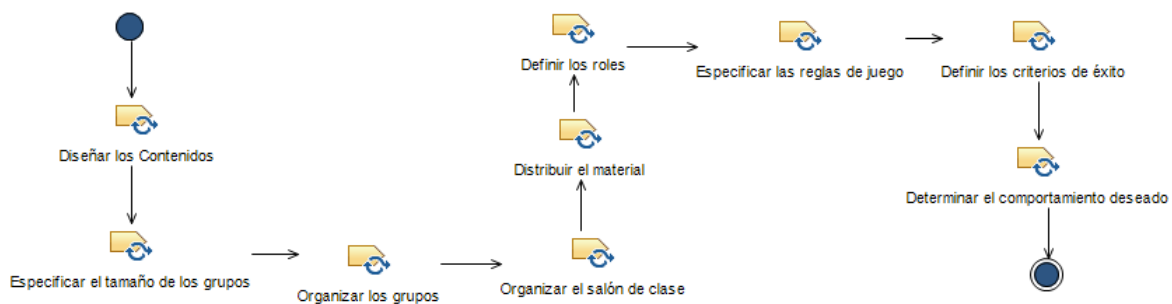 Diseñar los Contenidos
Especificar el tamaño de los grupos
Organizar los grupos
Organizar el salón de clase
Distribuir el material
Definir los roles
Especificar las reglas de juego
Definir los criterios de éxito
Determinar el comportamiento deseado